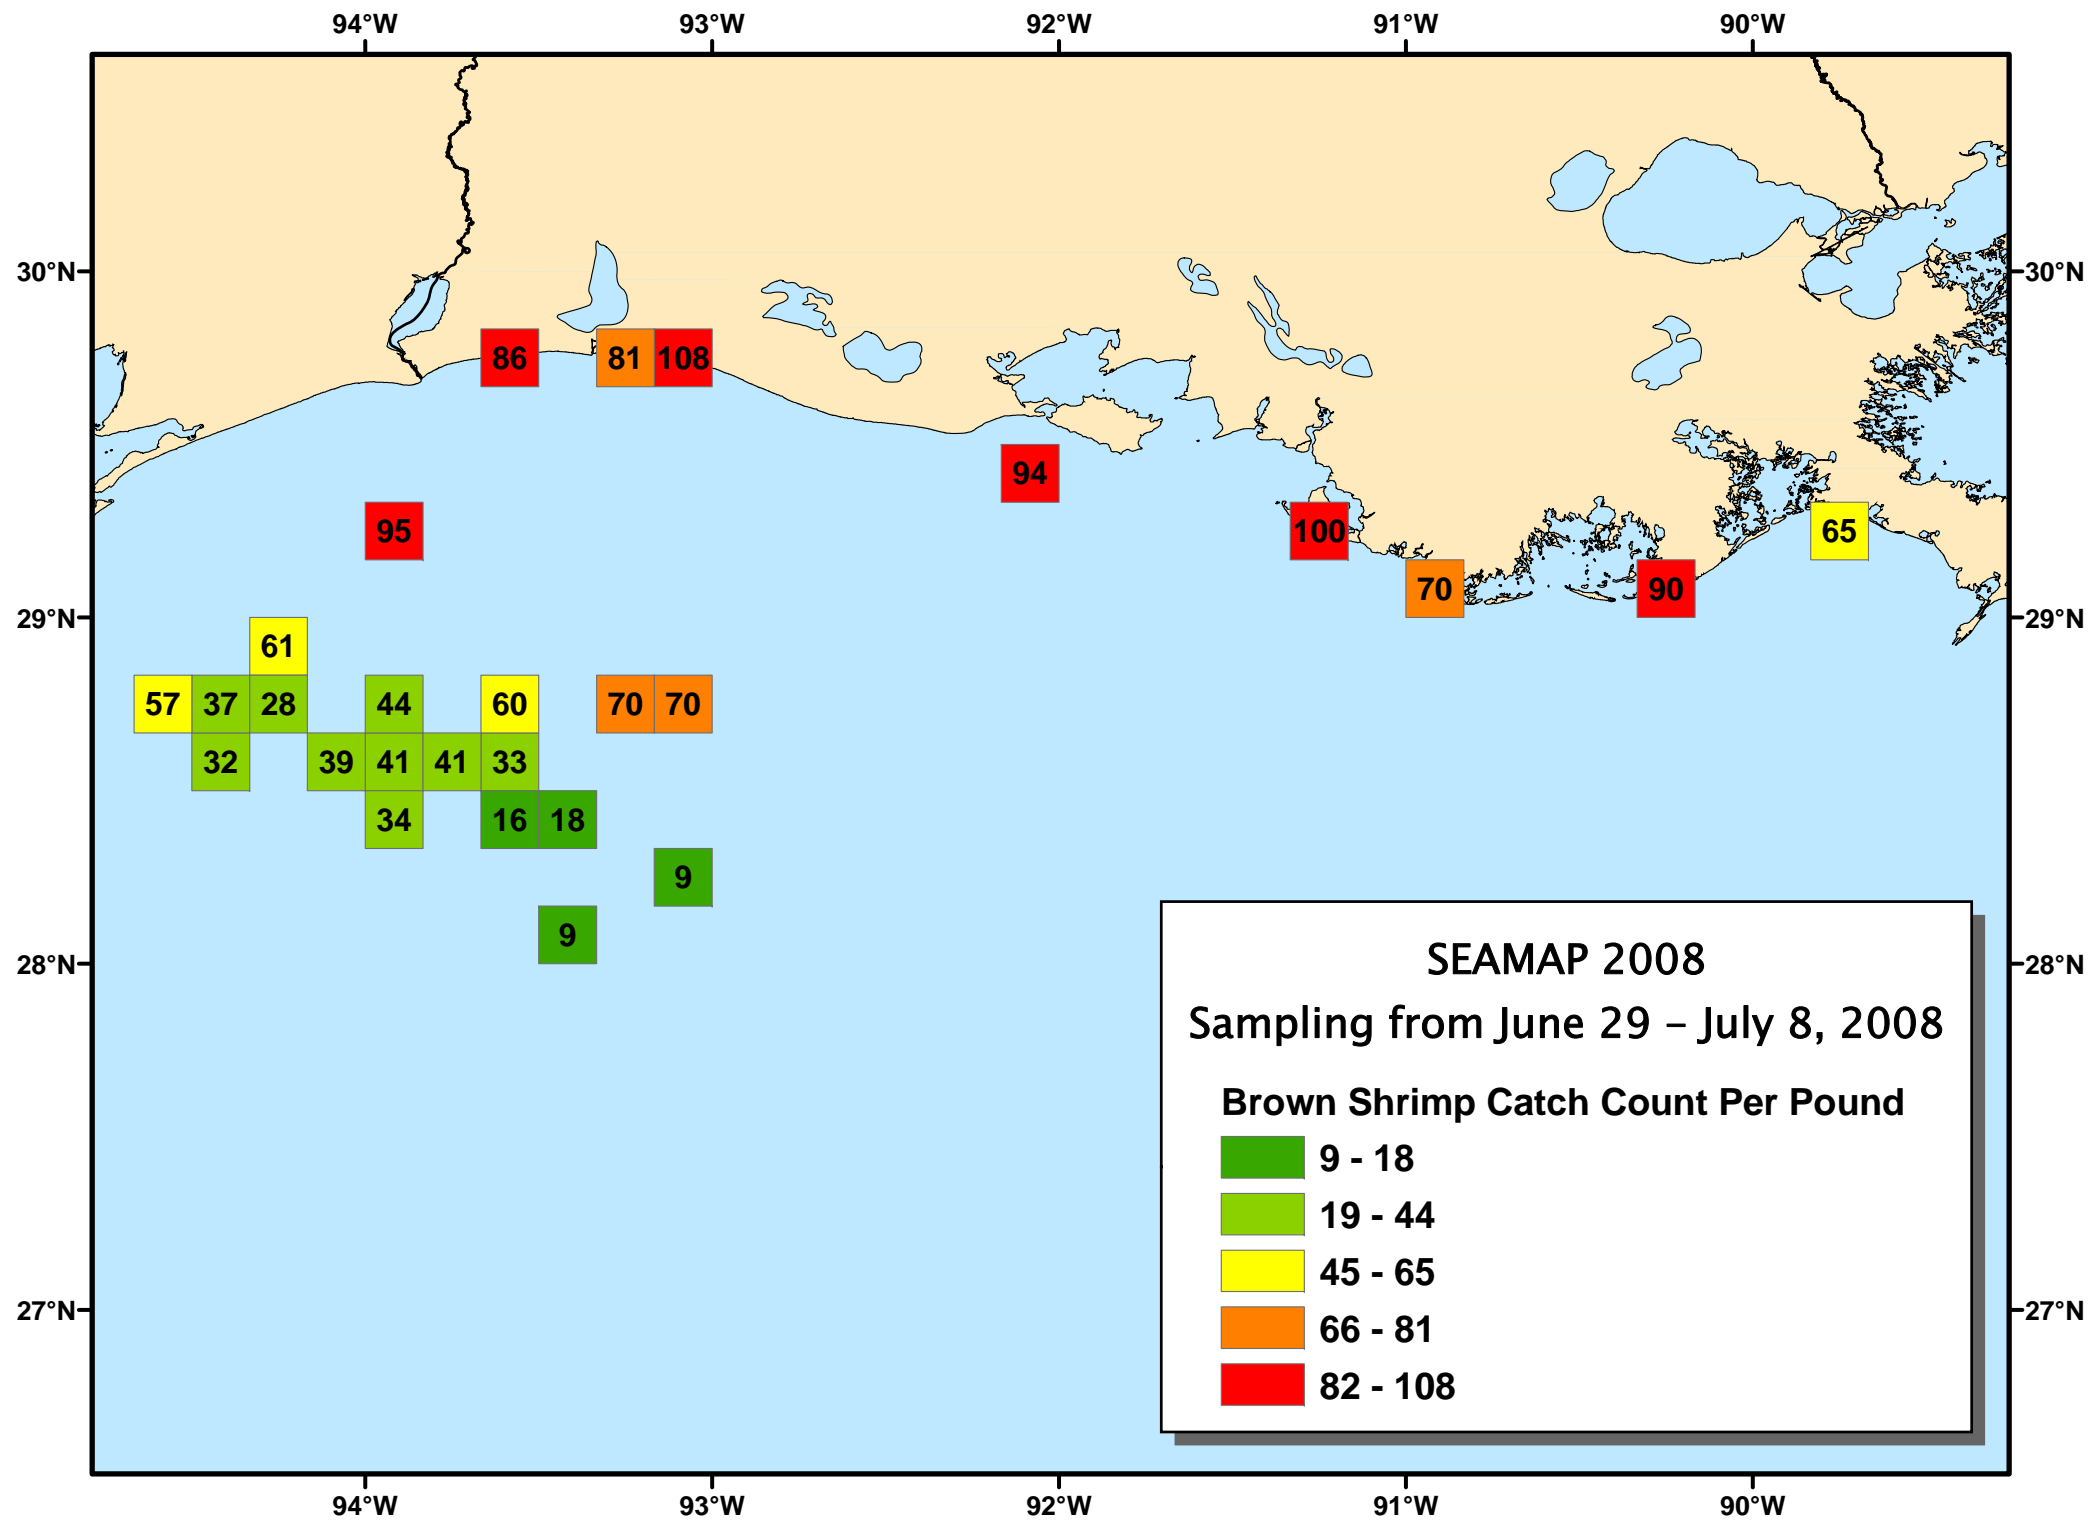 94°W 93°W 92°W 91°W 90°W
30°N 30°N
86 81 108
94
95 100 65
70 90
29°N 29°N
61
57 37 28 44 60 70 70
32 39 41 41 33
34 16 18
9
9
28°N 28°N
SEAMAP 2008
Sampling from June 29 – July 8, 2008
Brown Shrimp Catch Count Per Pound
9 - 18
19 - 44
45 - 65
27°N 27°N
66 - 81
82 - 108
94°W 93°W 92°W 91°W 90°W